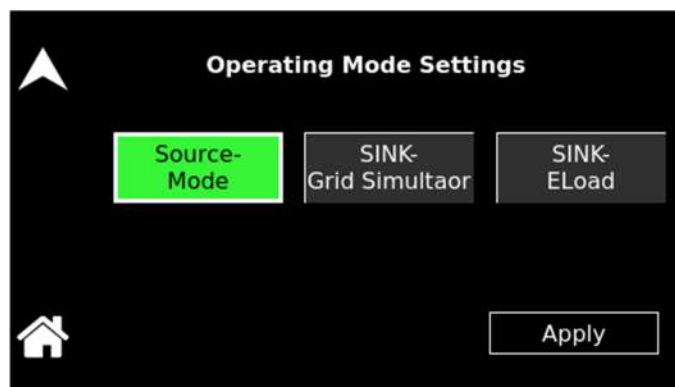 Operating Mode Settings
Source-
Mode
SINK-
Grid Simultaor
SINK-
ELoad
Apply